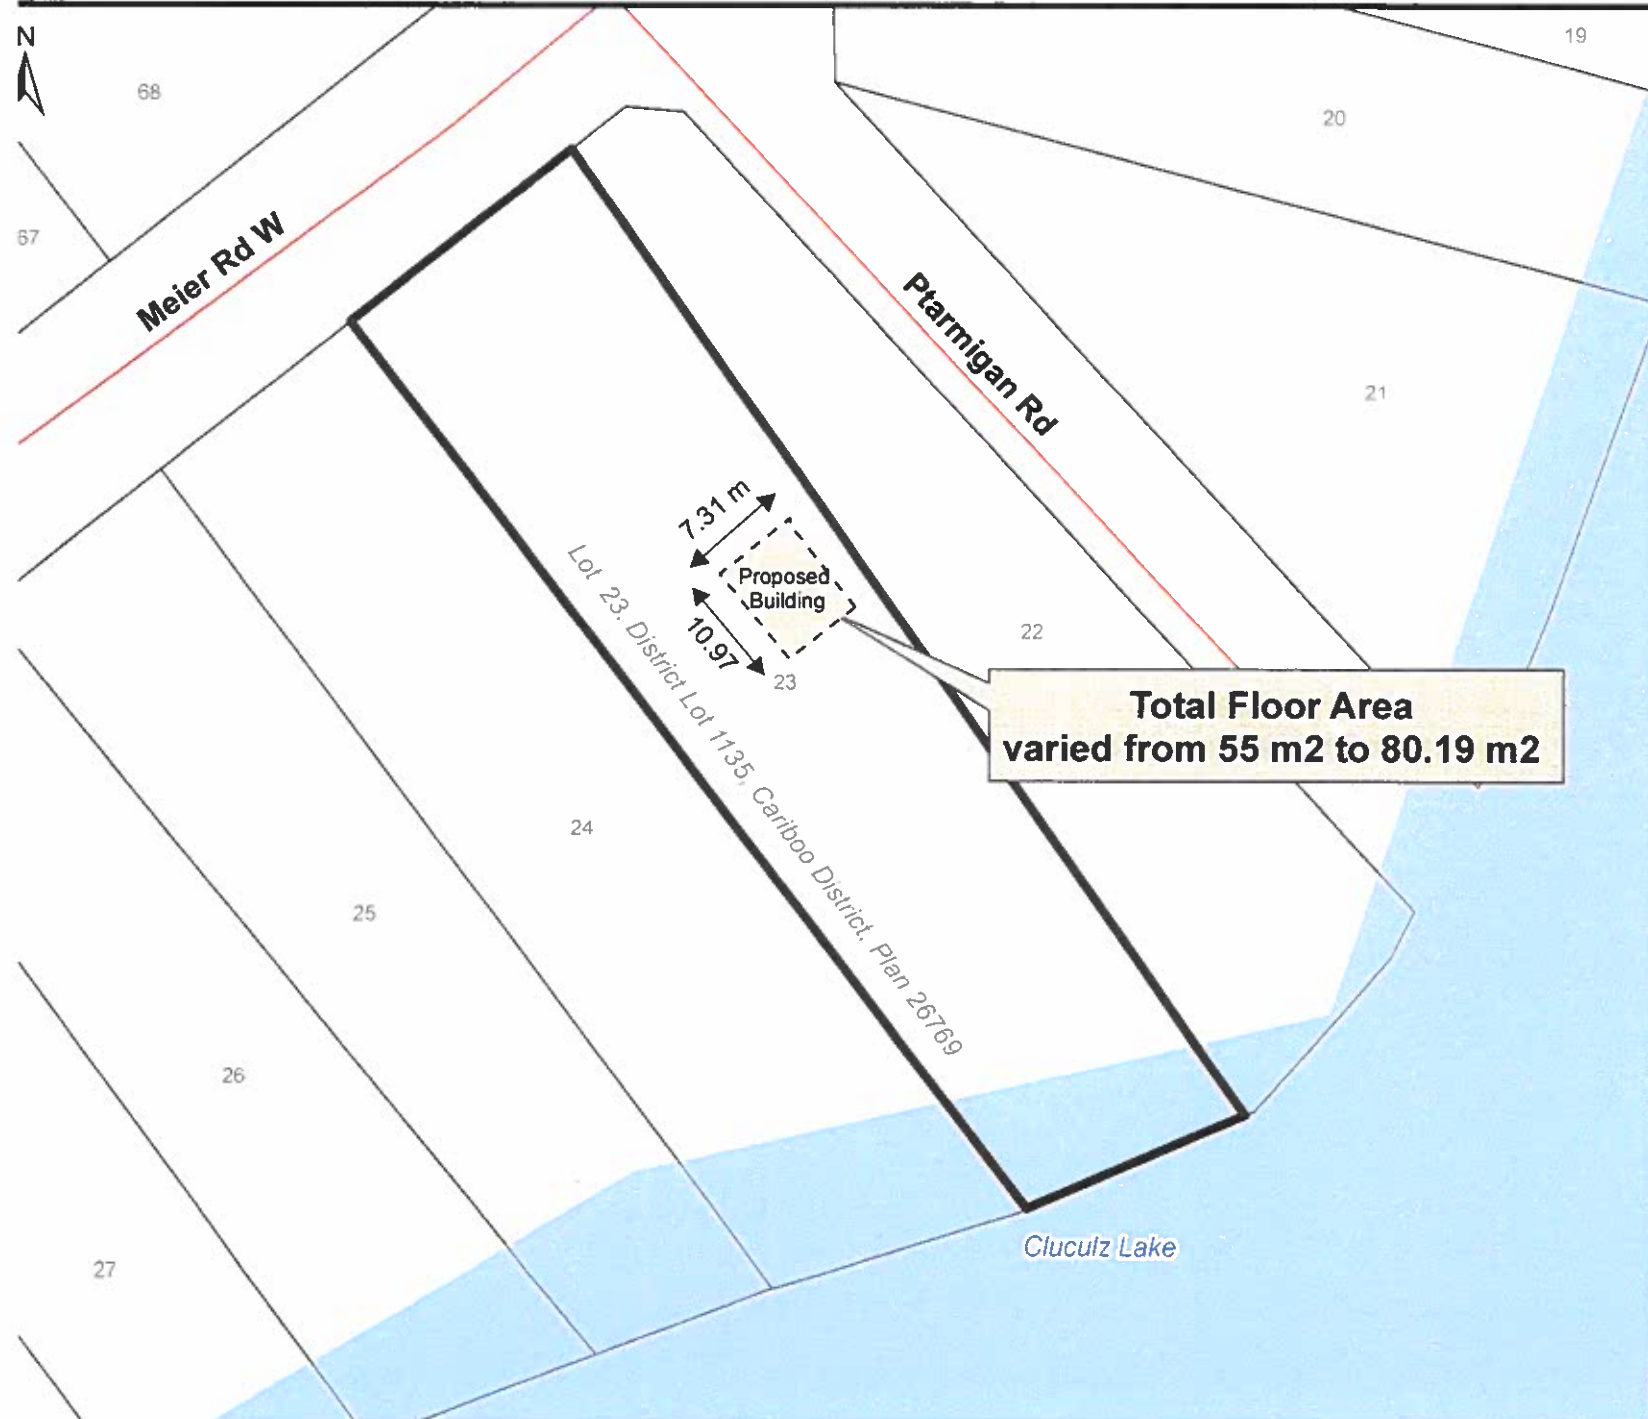 N
19
68
20
67
Meier Rd W
Ptarmigan Rd
21
7.31 m
Proposed
Building
10.97
22
23
Lot 23, District Lot 1135, Cariboo District, Plan 26769
Total Floor Area
varied from 55 m2 to 80.19 m2
24
25
26
27
Cluculz Lake